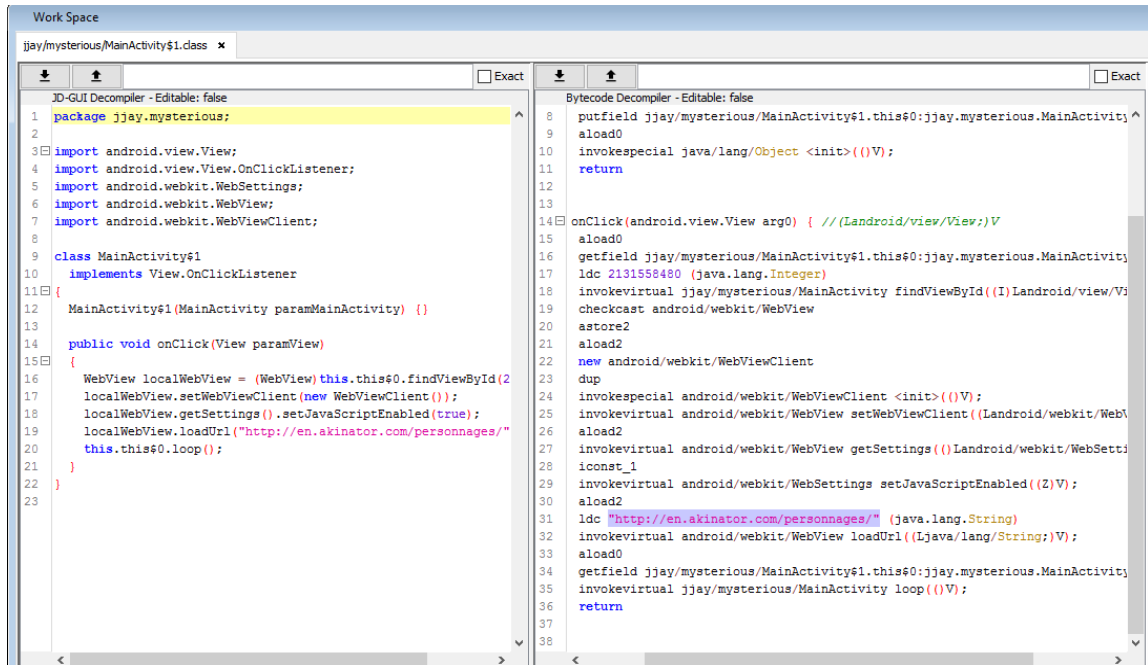 Work Space
jjay/mysterious/MainActivity$1.class ×
Exact
JD-GUI Decompiler - Editable: false
1 package jjay.mysterious;
2
3 import android.view.View;
4 import android.view.View.OnClickListener;
5 import android.webkit.WebSettings;
6 import android.webkit.WebView;
7 import android.webkit.WebViewClient;
8
9 class MainActivity$1
10 implements View.OnClickListener
11 {
12 MainActivity$1(MainActivity paramMainActivity) {}
13
14 public void onClick(View paramView)
15 {
16 WebView localWebView = (WebView)this.this$0.findViewById(2
17 localWebView.setWebViewClient(new WebViewClient());
18 localWebView.getSettings().setJavaScriptEnabled(true);
19 localWebView.loadUrl("http://en.akinator.com/personnages/"
20 this.this$0.loop();
21 }
22 }
23
Exact
Bytecode Decompiler - Editable: false
8 putfield jjay/mysterious/MainActivity$1.this$0:jjay.mysterious.MainActivity
9 aload0
10 invokespecial java/lang/Object <init>(()V);
11 return
12
13
14 onClick(android.view.View arg0) { //(Landroid/view/View;)V
15 aload0
16 getfield jjay/mysterious/MainActivity$1.this$0:jjay.mysterious.MainActivity
17 ldc 2131558480 (java.lang.Integer)
18 invokevirtual jjay/mysterious/MainActivity findViewById((I)Landroid/view/Vi
19 checkcast android/webkit/WebView
20 astore2
21 aload2
22 new android/webkit/WebViewClient
23 dup
24 invokespecial android/webkit/WebViewClient <init>(()V);
25 invokevirtual android/webkit/WebView setWebViewClient((Landroid/webkit/WebV
26 aload2
27 invokevirtual android/webkit/WebView getSettings(()Landroid/webkit/WebSetti
28 iconst_1
29 invokevirtual android/webkit/WebSettings setJavaScriptEnabled((Z)V);
30 aload2
31 ldc "http://en.akinator.com/personnages/" (java.lang.String)
32 invokevirtual android/webkit/WebView loadUrl((Ljava/lang/String;)V);
33 aload0
34 getfield jjay/mysterious/MainActivity$1.this$0:jjay.mysterious.MainActivity
35 invokevirtual jjay/mysterious/MainActivity loop(()V);
36 return
37
38